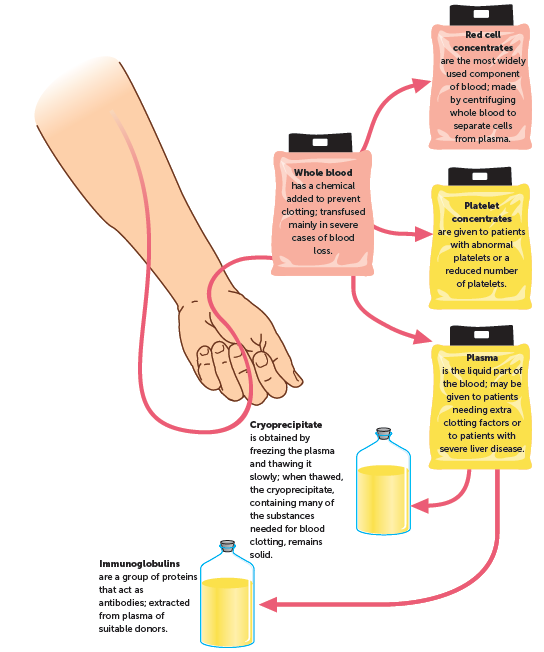 Red cell
concentrates
are the most widely
used component
of blood; made
by centrifuging
whole blood to
separate cells
from plasma.
Whole blood
has a chemical
added to prevent
clotting; transfused
mainly in severe
cases of blood
loss.
Platelet
concentrates
are given to patients
with abnormal
platelets or a
reduced number
of platelets.
Plasma
is the liquid part of
the blood; may be
given to patients
needing extra
clotting factors or
to patients with
severe liver disease.
Cryoprecipitate
is obtained by
freezing the plasma
and thawing it
slowly; when thawed,
the cryoprecipitate,
containing many of
the substances
needed for blood
clotting, remains
solid.
Immunoglobulins
are a group of proteins
that act as
antibodies; extracted
from plasma of
suitable donors.